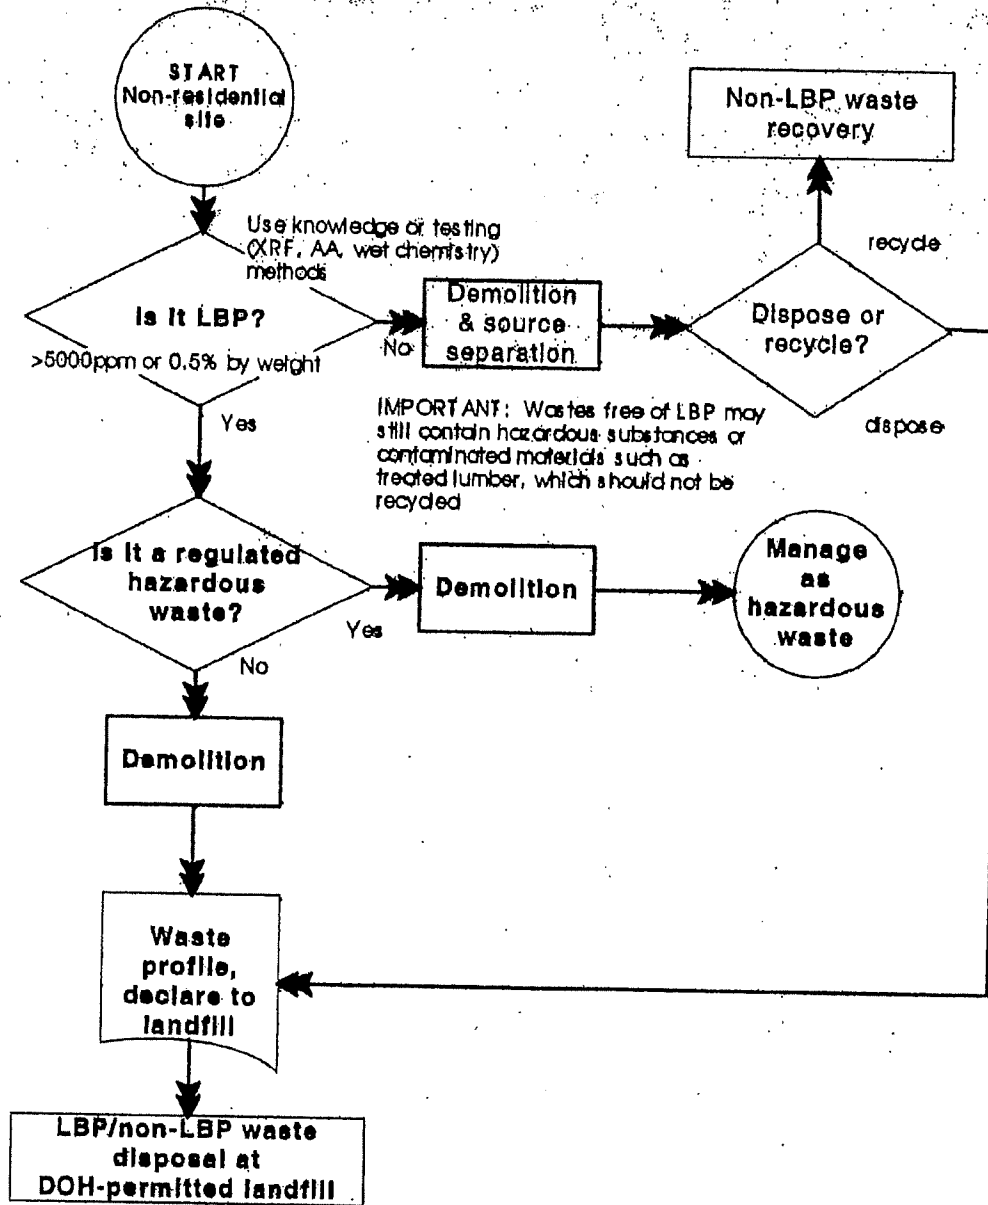 START
Non-residential
site
Non-LBP waste
recovery
Use knowledge or testing
(XRF, AA, wet chemistry)
methods
recycle
Is it LBP?
>5000ppm or 0.5% by weight
No
Demolition
& source
separation
Dispose or
recycle?
Yes
dispose
IMPORTANT: Wastes free of LBP may
still contain hazardous substances or
contaminated materials such as
treated lumber, which should not be
recycled
Is it a regulated
hazardous
waste?
Yes
Demolition
Manage
as
hazardous
waste
No
Demolition
Waste
profile,
declare to
landfill
LBP/non-LBP waste
disposal at
DOH-permitted landfill